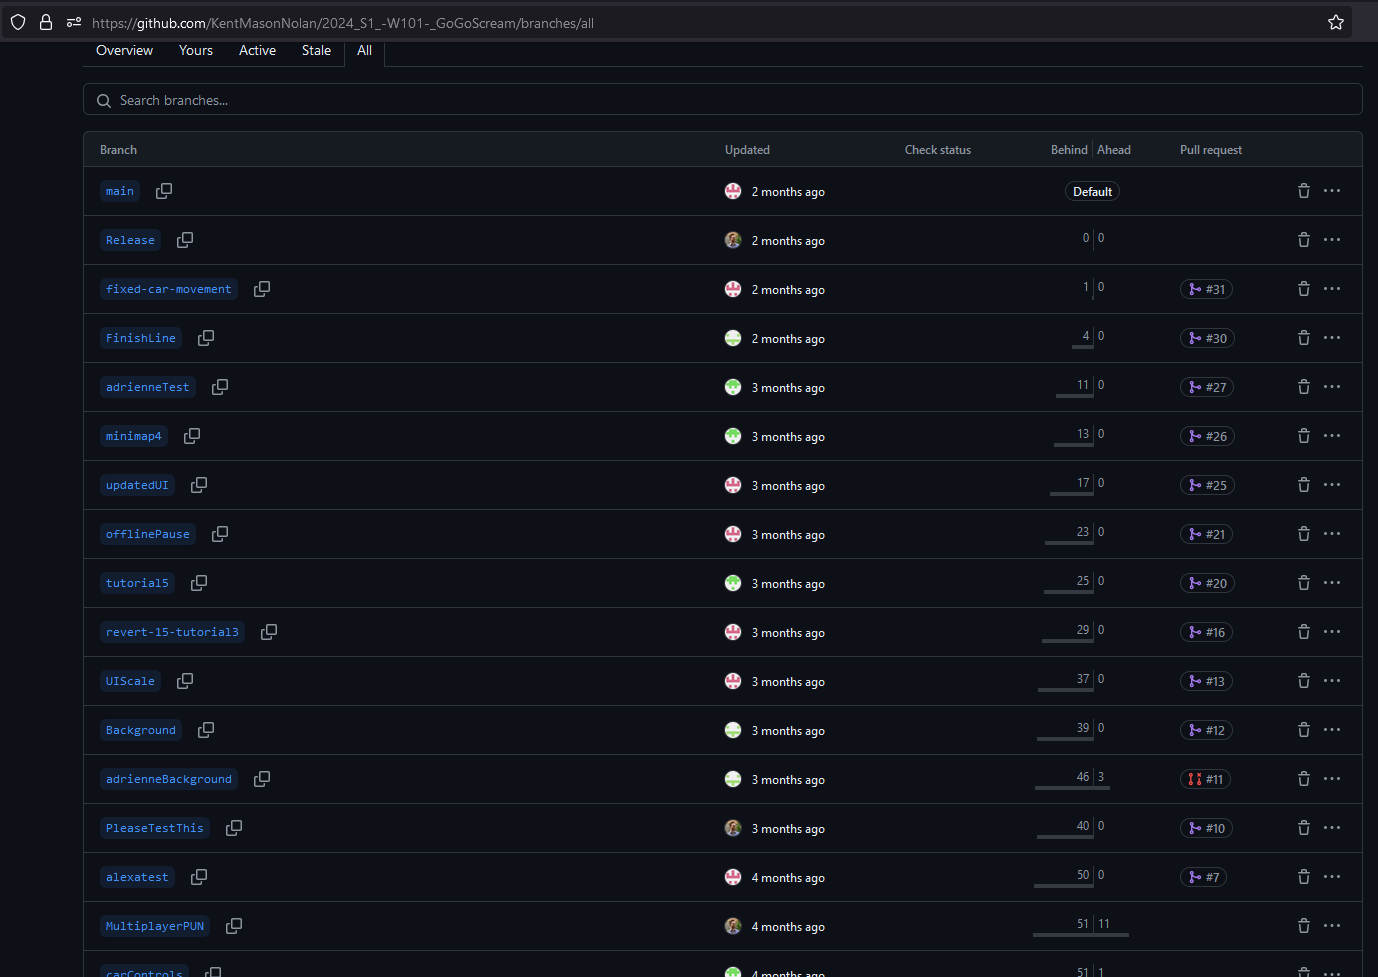 https://github.com/KentMasonNolan/2024_S1_-W101-_GoGoScream/branches/all
Overview Yours Active Stale All
Search branches...
Branch Updated Check status Behind Ahead Pull request
main 2 months ago Default
Release 2 months ago 0 0
fixed-car-movement 2 months ago 1 0 #31
FinishLine 2 months ago 4 0 #30
adrienneTest 3 months ago 11 0 #27
minimap4 3 months ago 13 0 #26
updatedUI 3 months ago 17 0 #25
offlinePause 3 months ago 23 0 #21
tutorial5 3 months ago 25 0 #20
revert-15-tutorial3 3 months ago 29 0 #16
UIScale 3 months ago 37 0 #13
Background 3 months ago 39 0 #12
adrienneBackground 3 months ago 46 3 #11
PleaseTestThis 3 months ago 40 0 #10
alexatest 4 months ago 50 0 #7
MultiplayerPUN 4 months ago 51 11
carControls 4 months ago 51 1